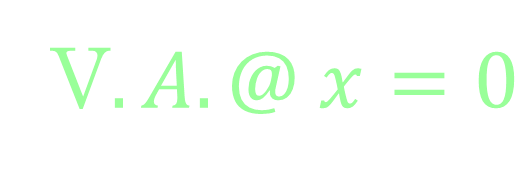 V. A. @ x = 0